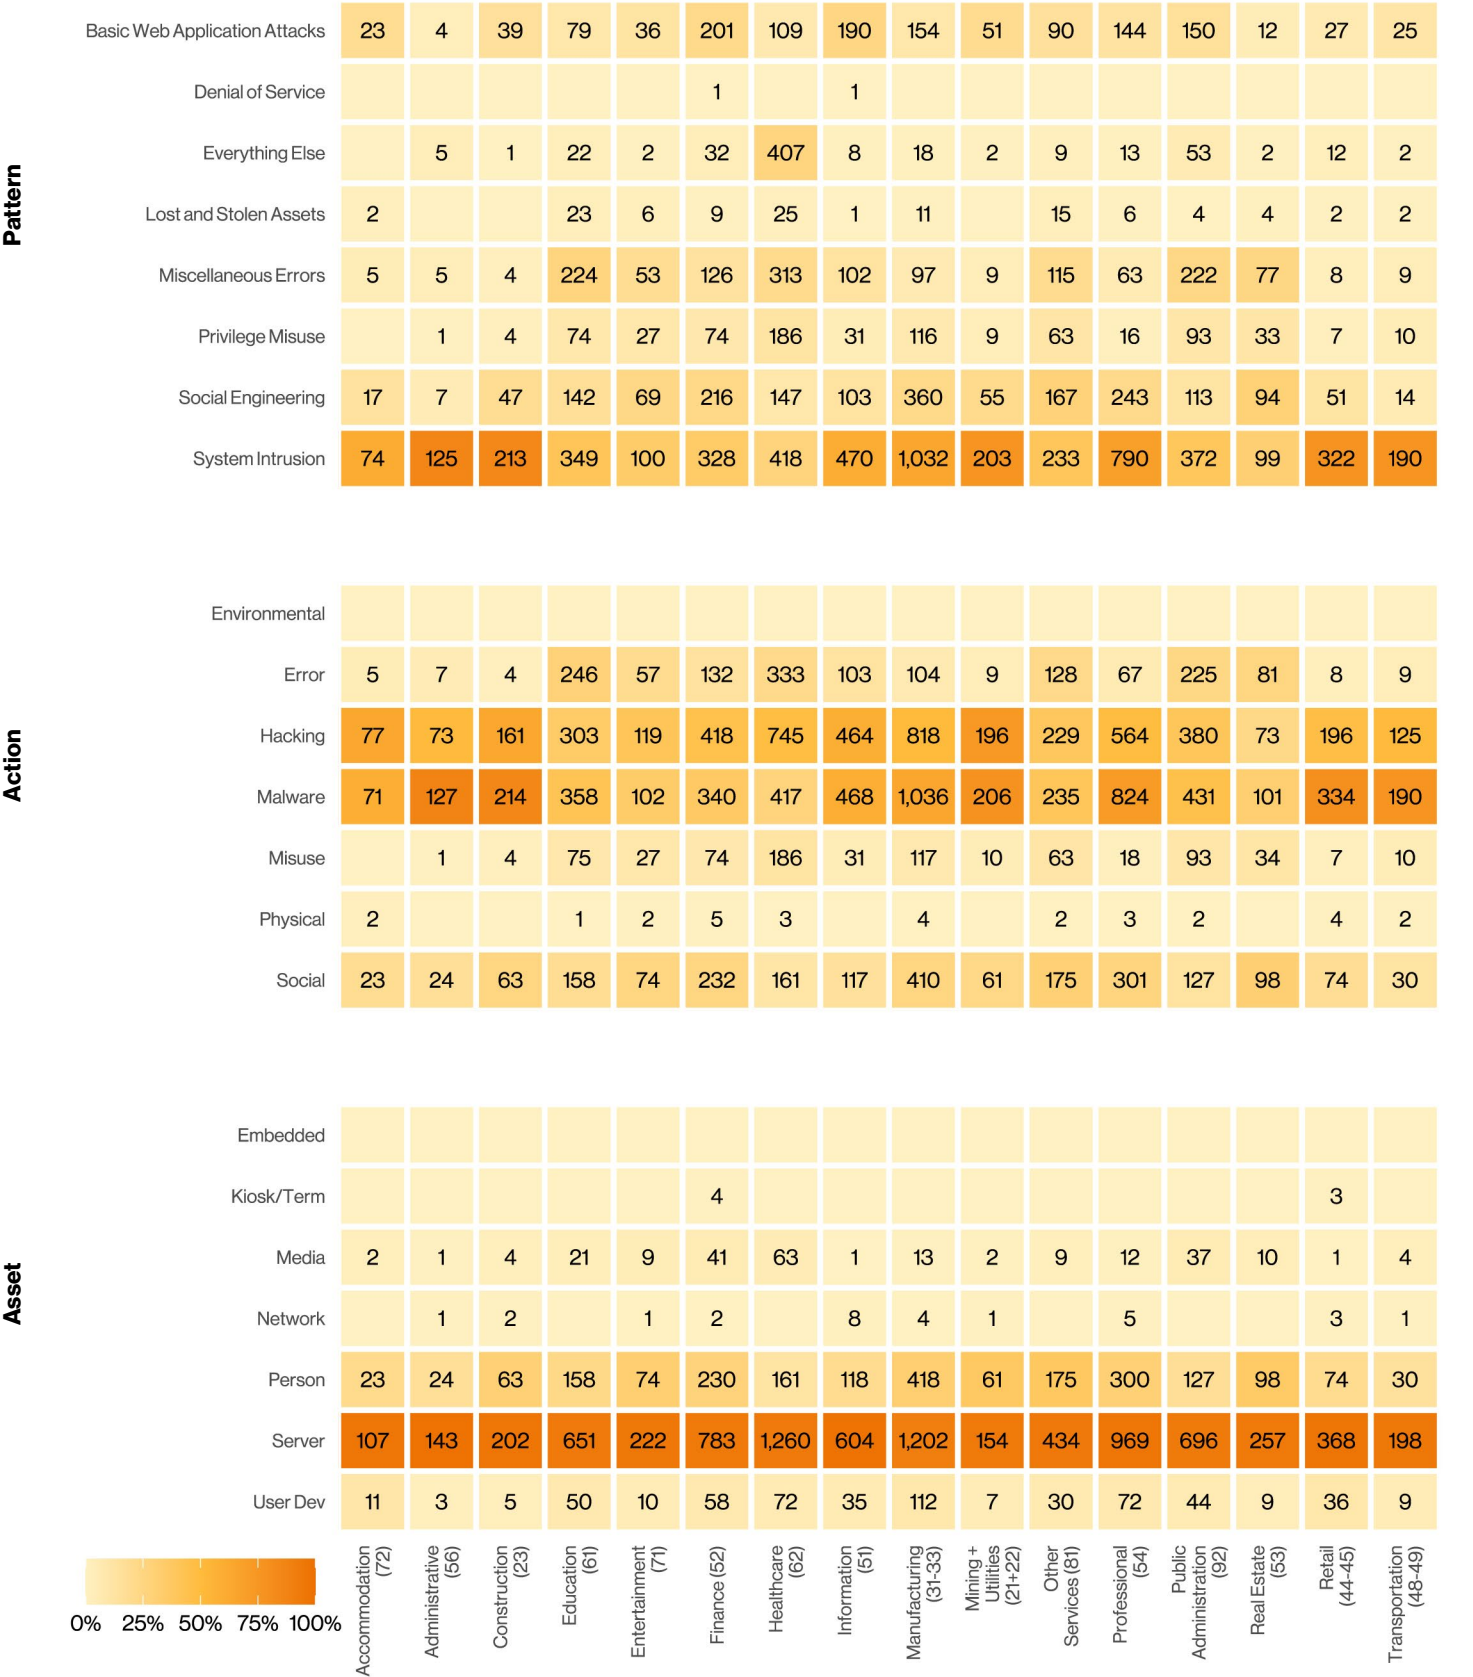 Pattern
Basic Web Application Attacks 23 4 39 79 36 201 109 190 154 51 90 144 150 12 27 25
Denial of Service 1 1
Everything Else 5 1 22 2 32 407 8 18 2 9 13 53 2 12 2
Lost and Stolen Assets 2 23 6 9 25 1 11 15 6 4 4 2 2
Miscellaneous Errors 5 5 4 224 53 126 313 102 97 9 115 63 222 77 8 9
Privilege Misuse 1 4 74 27 74 186 31 116 9 63 16 93 33 7 10
Social Engineering 17 7 47 142 69 216 147 103 360 55 167 243 113 94 51 14
System Intrusion 74 125 213 349 100 328 418 470 1,032 203 233 790 372 99 322 190
Action
Environmental
Error 5 7 4 246 57 132 333 103 104 9 128 67 225 81 8 9
Hacking 77 73 161 303 119 418 745 464 818 196 229 564 380 73 196 125
Malware 71 127 214 358 102 340 417 468 1,036 206 235 824 431 101 334 190
Misuse 1 4 75 27 74 186 31 117 10 63 18 93 34 7 10
Physical 2 1 2 5 3 4 2 3 2 4 2
Social 23 24 63 158 74 232 161 117 410 61 175 301 127 98 74 30
Asset
Embedded
Kiosk/Term 4 3
Media 2 1 4 21 9 41 63 1 13 2 9 12 37 10 1 4
Network 1 2 1 2 8 4 1 5 3 1
Person 23 24 63 158 74 230 161 118 418 61 175 300 127 98 74 30
Server 107 143 202 651 222 783 1,260 604 1,202 154 434 969 696 257 368 198
User Dev 11 3 5 50 10 58 72 35 112 7 30 72 44 9 36 9
0% 25% 50% 75% 100%
Accommodation
(72)
Administrative
(56)
Construction
(23)
Education
(61)
Entertainment
(71)
Finance (52)
Healthcare
(62)
Information
(51)
Manufacturing
(31-33)
Mining +
Utilities
(21+22)
Other
Services (81)
Professional
(54)
Public
Administration
(92)
Real Estate
(53)
Retail
(44-45)
Transportation
(48-49)